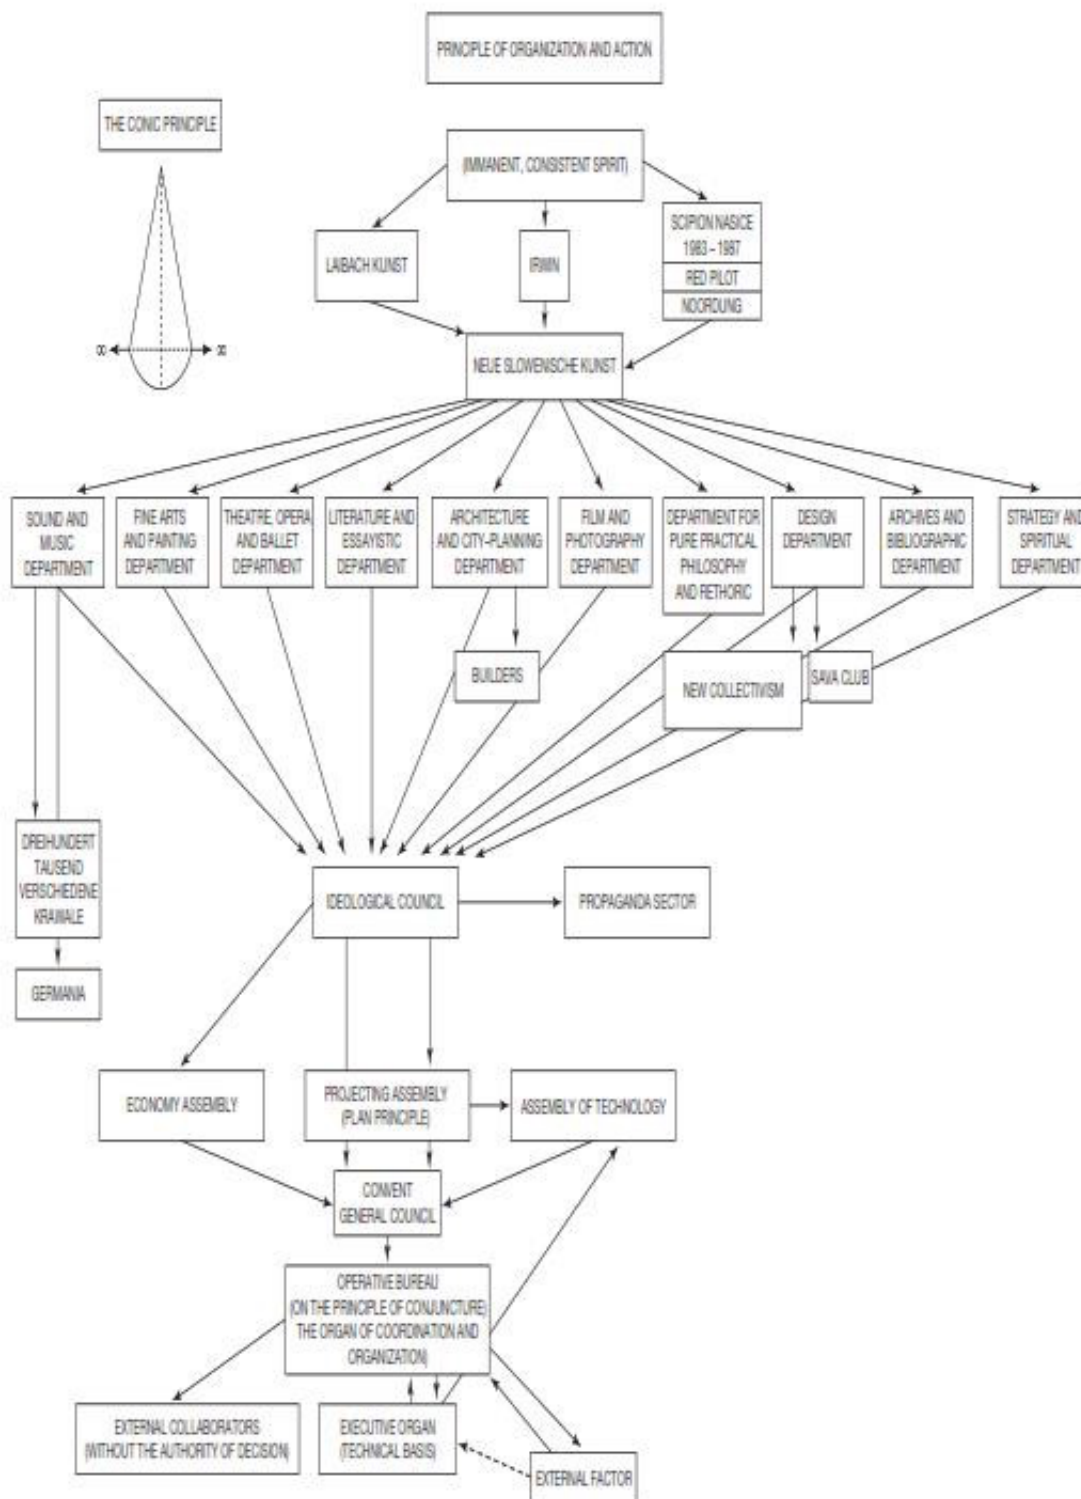 PRINCIPLE OF ORGANIZATION AND ACTION
THE CONIC PRINCIPLE
∞
∞
(IMMANENT, CONSISTENT SPIRIT)
LAIBACH KUNST
IRWIN
SCIPION NASICE
1983 – 1987
RED PILOT
NOORDUNG
NEUE SLOWENISCHE KUNST
SOUND AND
MUSIC
DEPARTMENT
FINE ARTS
AND PAINTING
DEPARTMENT
THEATRE, OPERA,
AND BALLET
DEPARTMENT
LITERATURE AND
ESSAYISTIC
DEPARTMENT
ARCHITECTURE
AND CITY–PLANNING
DEPARTMENT
FILM AND
PHOTOGRAPHY
DEPARTMENT
DEPARTMENT FOR
PURE PRACTICAL
PHILOSOPHY
AND RETHORIC
DESIGN
DEPARTMENT
ARCHIVES AND
BIBLIOGRAPHIC
DEPARTMENT
STRATEGY AND
SPIRITUAL
DEPARTMENT
BUILDERS
NEW COLLECTIVISM
SAVA CLUB
DREIHUNDERT
TAUSEND
VERSCHIEDENE
KRAWALE
GERMANIA
IDEOLOGICAL COUNCIL
PROPAGANDA SECTOR
ECONOMY ASSEMBLY
PROJECTING ASSEMBLY
(PLAN PRINCIPLE)
ASSEMBLY OF TECHNOLOGY
CONVENT
GENERAL COUNCIL
OPERATIVE BUREAU
(ON THE PRINCIPLE OF CONJUNCTURE)
THE ORGAN OF COORDINATION AND
ORGANIZATION)
EXTERNAL COLLABORATORS
(WITHOUT THE AUTHORITY OF DECISION)
EXECUTIVE ORGAN
(TECHNICAL BASIS)
EXTERNAL FACTOR